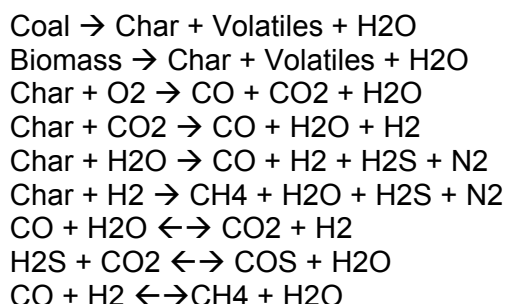 Coal → Char + Volatiles + H2O
Biomass → Char + Volatiles + H2O
Char + O2 → CO + CO2 + H2O
Char + CO2 → CO + H2O + H2
Char + H2O → CO + H2 + H2S + N2
Char + H2 → CH4 + H2O + H2S + N2
CO + H2O ←→ CO2 + H2
H2S + CO2 ←→ COS + H2O
CO + H2 ←→CH4 + H2O